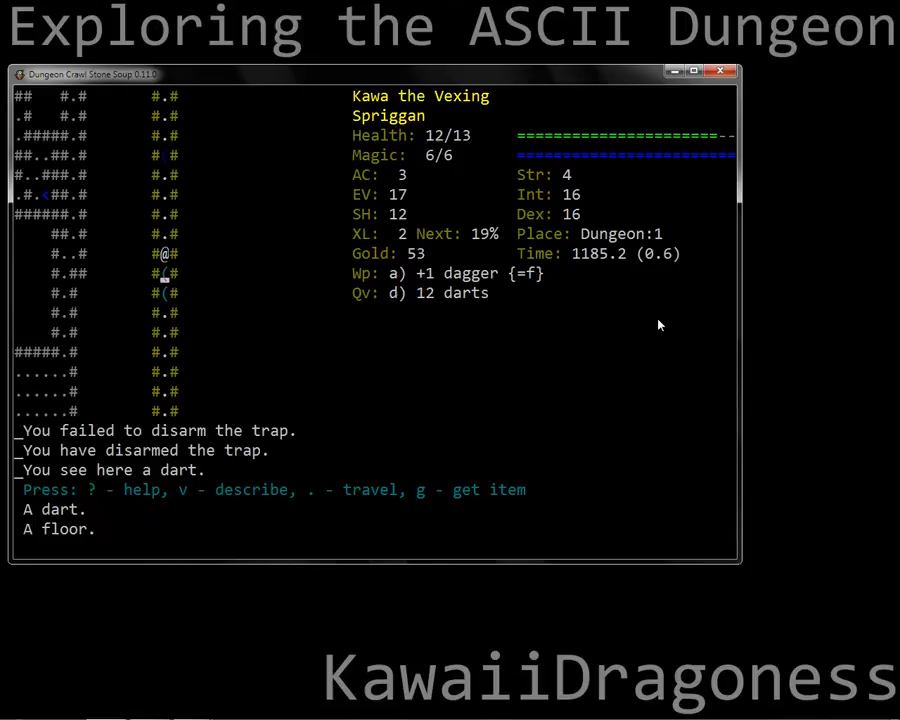 Exploring the ASCII Dungeon
Dungeon Crawl Stone Soup 0.11.0
## #.# #.# Kawa the Vexing
.# #.# #.# Spriggan
.#####.# #.# Health: 12/13 ======================--
##..##.# #(# Magic: 6/6 ========================
#..###.# #.# AC: 3 Str: 4
.#.<##.# #.# EV: 17 Int: 16
###### #.# SH: 12 Dex: 16
##.# #.# XL: 2 Next: 19% Place: Dungeon:1
#..# #@# Gold: 53 Time: 1185.2 (0.6)
#.## #(# Wp: a) +1 dagger {=f}
#.# #(# Qv: d) 12 darts
#.# #.#
#.# #.#
#####.# #.#
......# #.#
......# #.#
......# #.#
_You failed to disarm the trap.
_You have disarmed the trap.
_You see here a dart.
Press: ? - help, v - describe, . - travel, g - get item
A dart.
A floor.
KawaiiDragoness